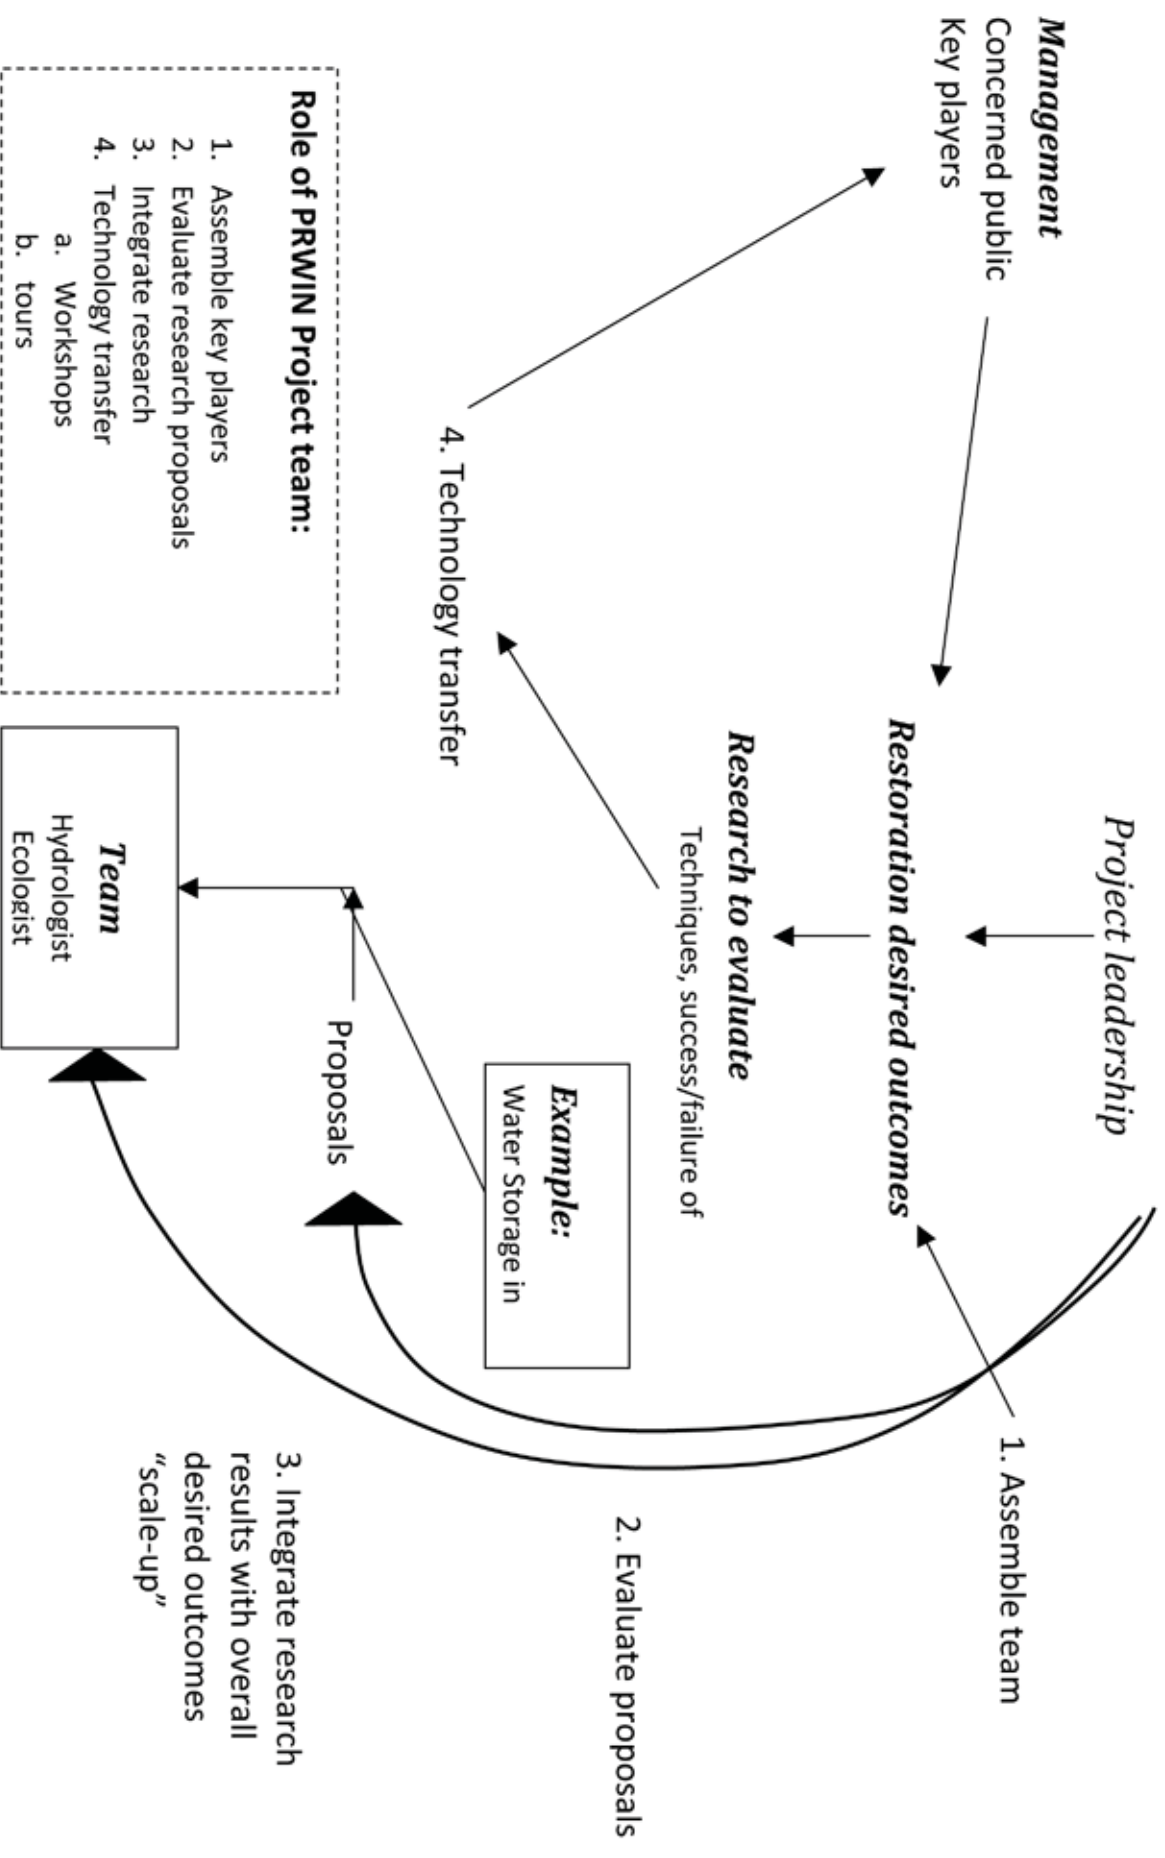 Project leadership
Management
Concerned public
Key players
1. Assemble team
Restoration desired outcomes
Research to evaluate
Techniques, success/failure of
2. Evaluate proposals
Example:
Water Storage in
4. Technology transfer
Proposals
3. Integrate research
results with overall
desired outcomes
“scale-up”
Role of PRWIN Project team:
1. Assemble key players
2. Evaluate research proposals
3. Integrate research
4. Technology transfer
a. Workshops
b. tours
Team
Hydrologist
Ecologist